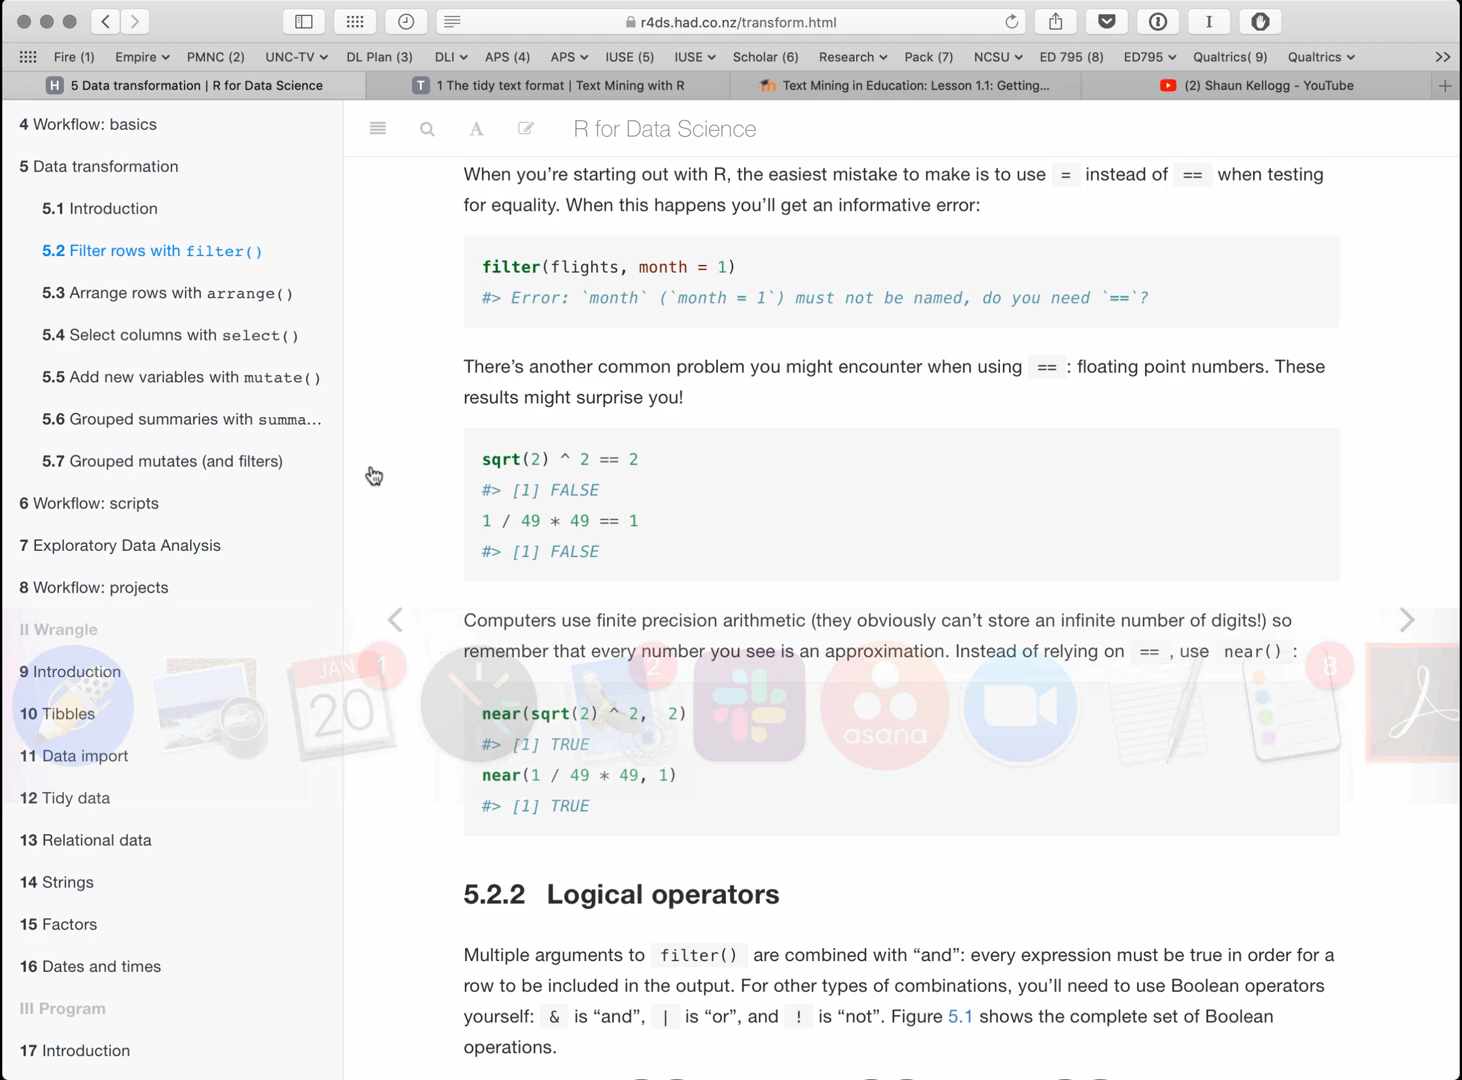 r4ds.had.co.nz/transform.html
Fire (1) Empire PMNC (2) UNC-TV DL Plan (3) DLI APS (4) APS IUSE (5) IUSE Scholar (6) Research Pack (7) NCSU ED 795 (8) ED795 Qualtrics( 9) Qualtrics
H 5 Data transformation | R for Data Science
T 1 The tidy text format | Text Mining with R
Text Mining in Education: Lesson 1.1: Getting...
(2) Shaun Kellogg - YouTube
4 Workflow: basics
5 Data transformation
5.1 Introduction
5.2 Filter rows with filter()
5.3 Arrange rows with arrange()
5.4 Select columns with select()
5.5 Add new variables with mutate()
5.6 Grouped summaries with summa...
5.7 Grouped mutates (and filters)
6 Workflow: scripts
7 Exploratory Data Analysis
8 Workflow: projects
II Wrangle
9 Introduction
10 Tibbles
11 Data import
12 Tidy data
13 Relational data
14 Strings
15 Factors
16 Dates and times
III Program
17 Introduction
R for Data Science
When you’re starting out with R, the easiest mistake to make is to use = instead of == when testing
for equality. When this happens you’ll get an informative error:
filter(flights, month = 1)
#> Error: `month` (`month = 1`) must not be named, do you need `==`?
There’s another common problem you might encounter when using == : floating point numbers. These
results might surprise you!
sqrt(2) ^ 2 == 2
#> [1] FALSE
1 / 49 * 49 == 1
#> [1] FALSE
Computers use finite precision arithmetic (they obviously can’t store an infinite number of digits!) so
remember that every number you see is an approximation. Instead of relying on == , use near() :
near(sqrt(2) ^ 2, 2)
#> [1] TRUE
near(1 / 49 * 49, 1)
#> [1] TRUE
JAN
20
1
2
asana
8
5.2.2 Logical operators
Multiple arguments to filter() are combined with “and”: every expression must be true in order for a
row to be included in the output. For other types of combinations, you’ll need to use Boolean operators
yourself: & is “and”, | is “or”, and ! is “not”. Figure 5.1 shows the complete set of Boolean
operations.